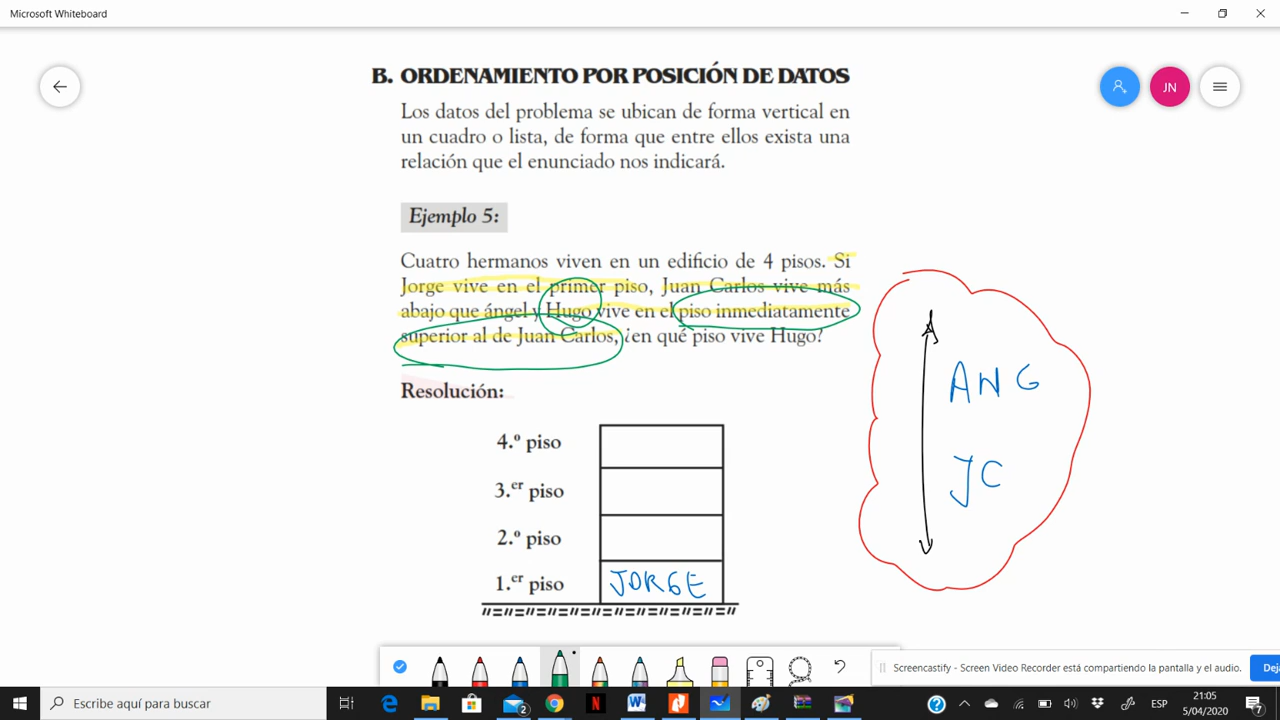 Microsoft Whiteboard
B. ORDENAMIENTO POR POSICIÓN DE DATOS
JN
Los datos del problema se ubican de forma vertical en
un cuadro o lista, de forma que entre ellos exista una
relación que el enunciado nos indicará.
Ejemplo 5:
Cuatro hermanos viven en un edificio de 4 pisos. Si
Jorge vive en el primer piso, Juan Carlos vive más
abajo que ángel y Hugo vive en el piso inmediatamente
superior al de Juan Carlos, ¿en qué piso vive Hugo?
ANG
JC
Resolución:
4.º piso
3.er piso
2.º piso
1.er piso JORGE
Screencastify - Screen Video Recorder está compartiendo la pantalla y el audio.
Deja
Escribe aquí para buscar
2
ESP
21:05
5/04/2020
7